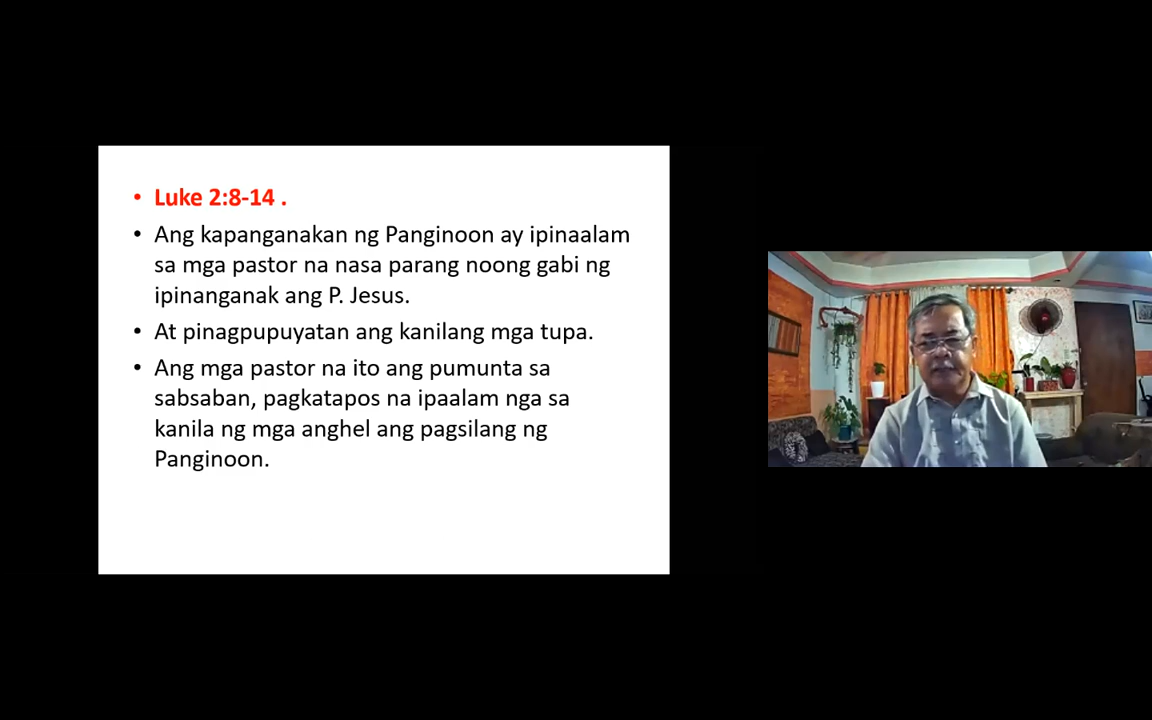 • Luke 2:8-14 .
• Ang kapanganakan ng Panginoon ay ipinaalam
sa mga pastor na nasa parang noong gabi ng
ipinanganak ang P. Jesus.
• At pinagpupuyatan ang kanilang mga tupa.
• Ang mga pastor na ito ang pumunta sa
sabsaban, pagkatapos na ipaalam nga sa
kanila ng mga anghel ang pagsilang ng
Panginoon.